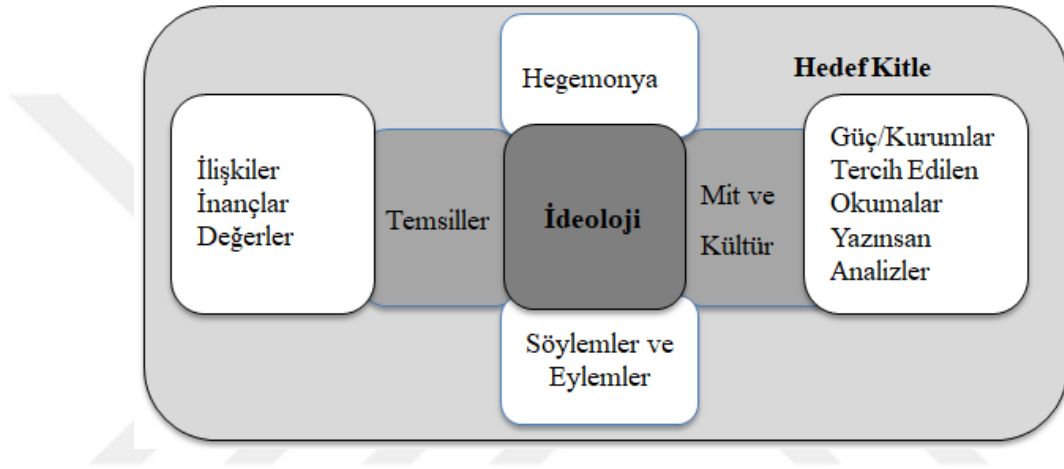 Hegemonya
Hedef Kitle
İlişkiler
İnançlar
Değerler
Temsiller
İdeoloji
Mit ve
Kültür
Güç/Kurumlar
Tercih Edilen
Okumalar
Yazınsan
Analizler
Söylemler ve
Eylemler